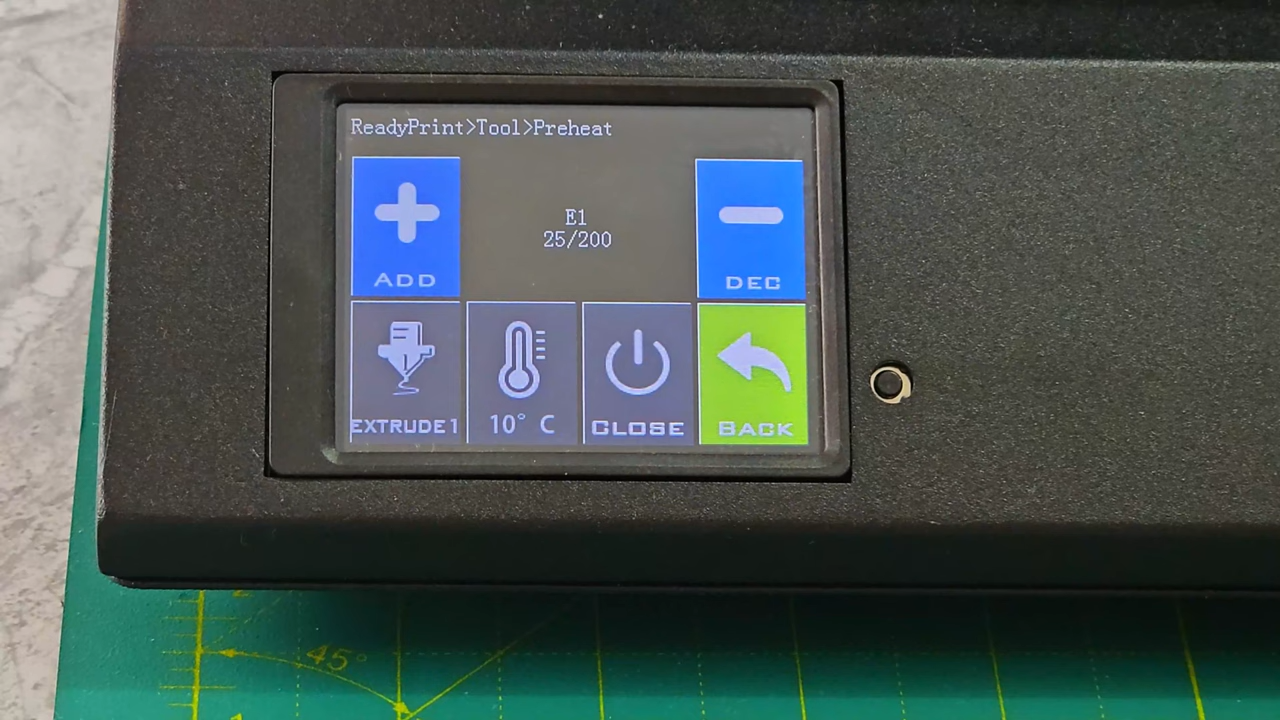 ReadyPrint>Tool>Preheat
E1
25/200
ADD
DEC
EXTRUDE1
10° C
CLOSE
BACK
45°